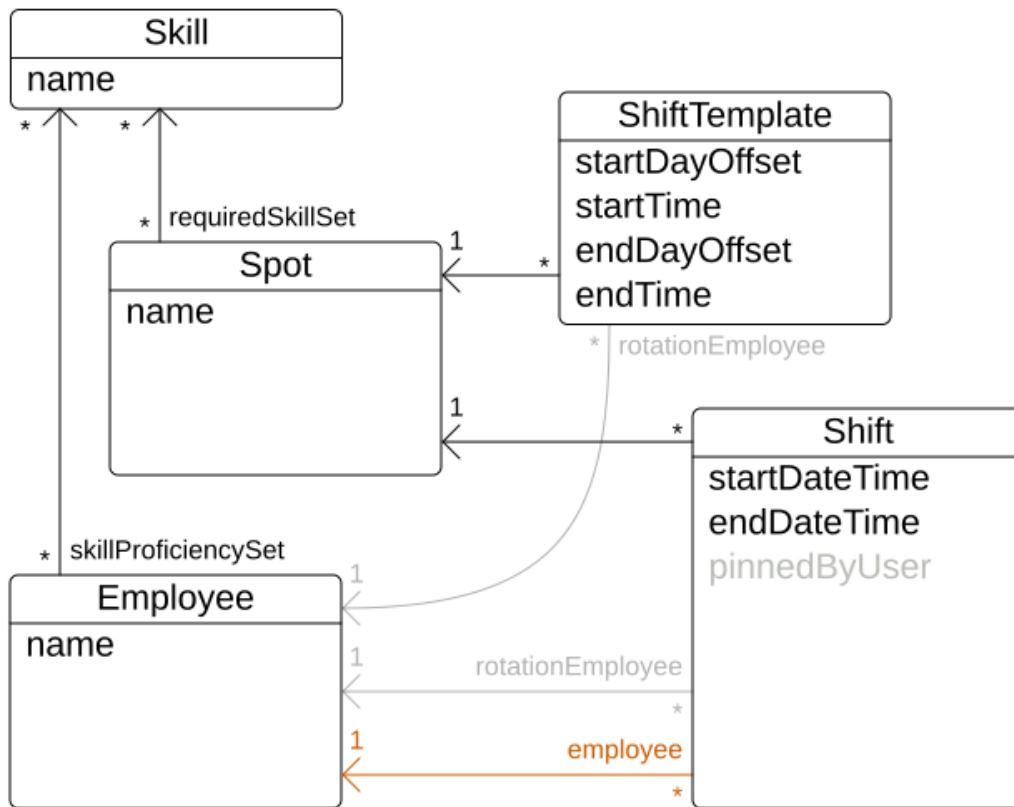 Skill
name
* *
* requiredSkillSet
ShiftTemplate
startDayOffset
startTime
endDayOffset
endTime
1 *
Spot
name
* rotationEmployee
1 *
Shift
startDateTime
endDateTime
pinnedByUser
* skillProficiencySet
Employee
name
1
1 rotationEmployee
*
1 employee
*